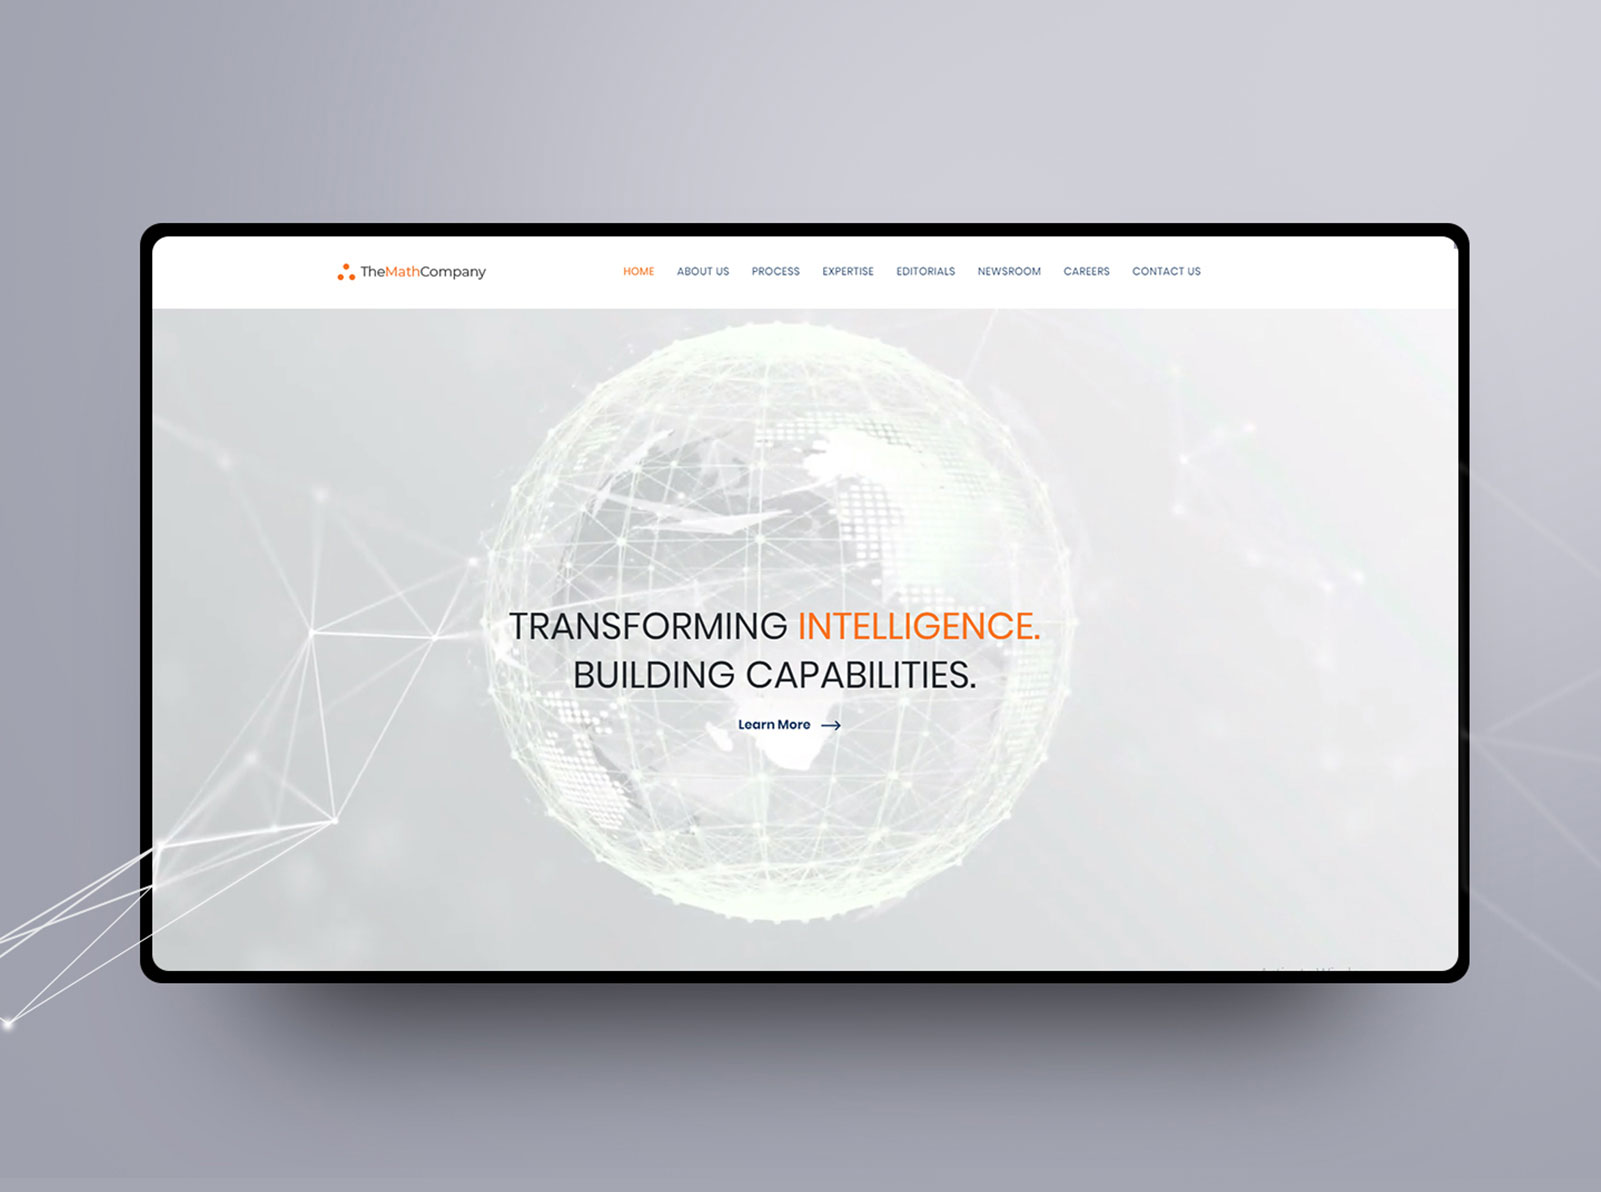 TheMathCompany
HOME ABOUT US PROCESS EXPERTISE EDITORIALS NEWSROOM CAREERS CONTACT US
TRANSFORMING INTELLIGENCE.
BUILDING CAPABILITIES.
Learn More